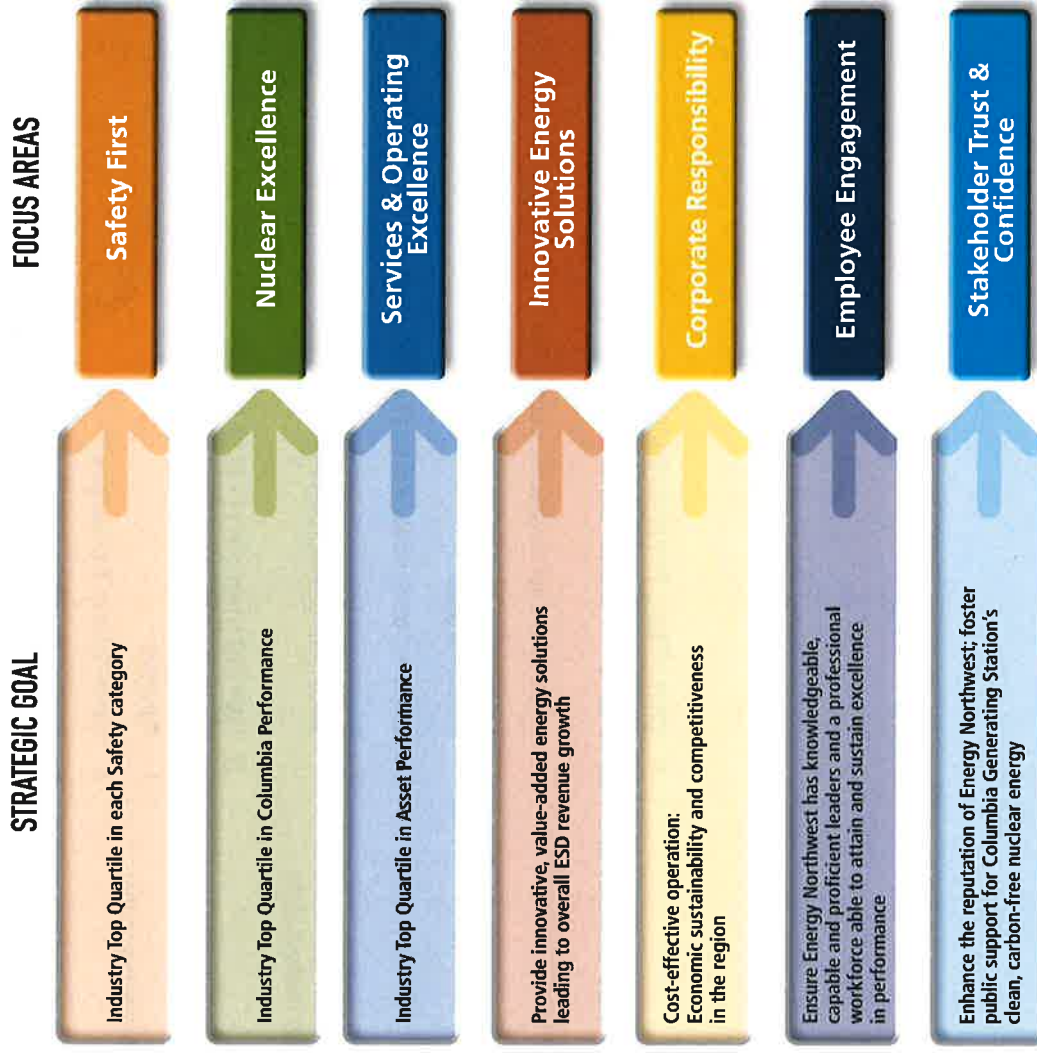 STRATEGIC GOAL
FOCUS AREAS
Industry Top Quartile in each Safety category
Safety First
Industry Top Quartile in Columbia Performance
Nuclear Excellence
Industry Top Quartile in Asset Performance
Services & Operating
Excellence
Provide innovative, value-added energy solutions
leading to overall ESD revenue growth
Innovative Energy
Solutions
Cost-effective operation:
Economic sustainability and competitiveness
in the region
Corporate Responsibility
Ensure Energy Northwest has knowledgeable,
capable and proficient leaders and a professional
workforce able to attain and sustain excellence
in performance
Employee Engagement
Enhance the reputation of Energy Northwest; foster
public support for Columbia Generating Station's
clean, carbon-free nuclear energy
Stakeholder Trust &
Confidence